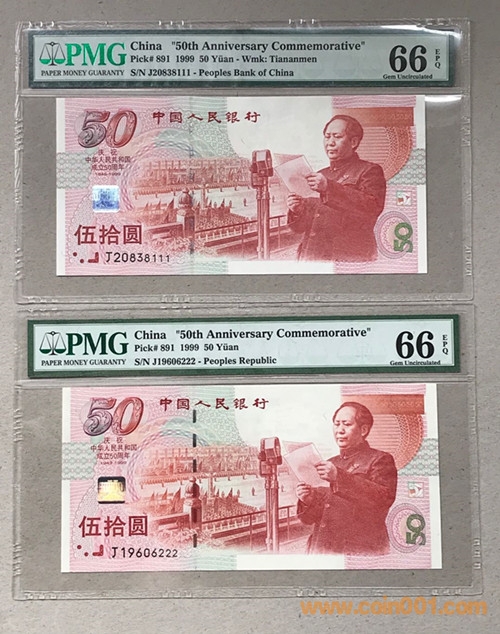 PMG
PAPER MONEY GUARANTY
China "50th Anniversary Commemorative"
Pick# 891 1999 50 Yüan - Wmk: Tiananmen
S/N J20838111 - Peoples Bank of China
66 EPQ
Gem Uncirculated
50
中国人民银行
庆祝
中华人民共和国
成立50周年
1949-1999
伍拾圆
J20838111
50
PMG
PAPER MONEY GUARANTY
China "50th Anniversary Commemorative"
Pick# 891 1999 50 Yüan
S/N J19606222 - Peoples Republic
66 EPQ
Gem Uncirculated
50
中国人民银行
庆祝
中华人民共和国
成立50周年
1949-1999
伍拾圆
J19606222
50
www.coin001.com